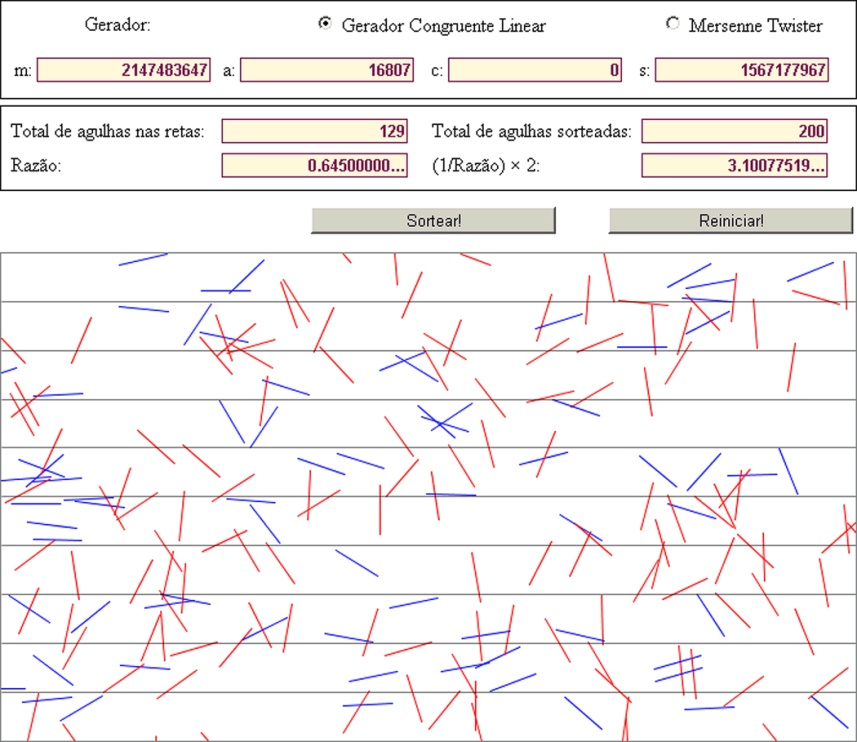 Gerador: Gerador Congruente Linear Mersenne Twister
m: 2147483647 a: 16807 c: 0 s: 1567177967
Total de agulhas nas retas: 129 Total de agulhas sorteadas: 200
Razão: 0.64500000... (1/Razão) × 2: 3.10077519...
Sortear! Reiniciar!